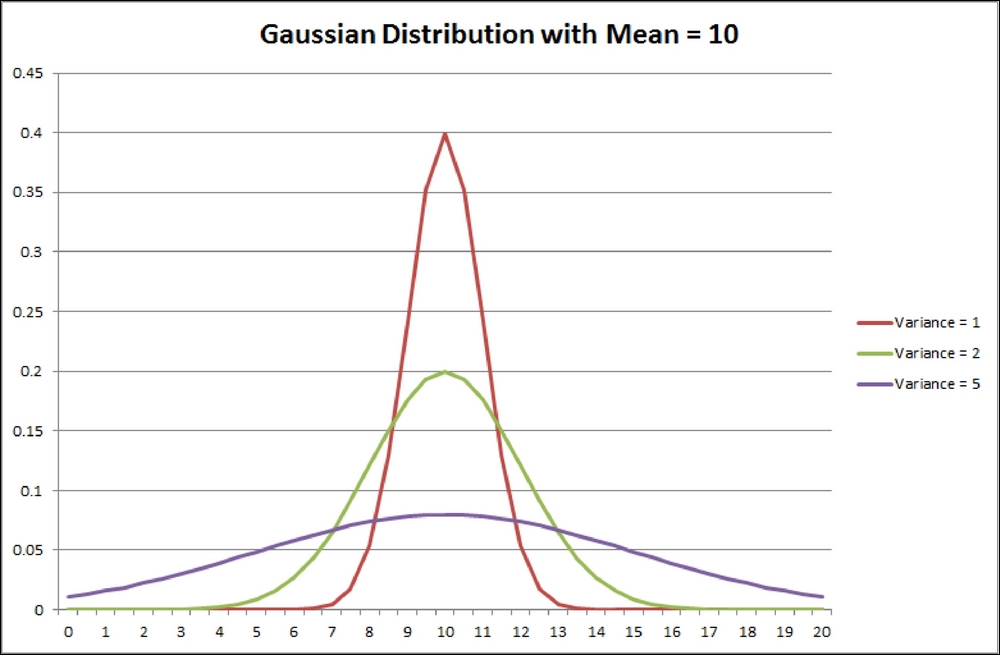 Gaussian Distribution with Mean = 10
0.45
0.4
0.35
0.3
0.25
0.2
0.15
0.1
0.05
0
0 1 2 3 4 5 6 7 8 9 10 11 12 13 14 15 16 17 18 19 20
Variance = 1
Variance = 2
Variance = 5